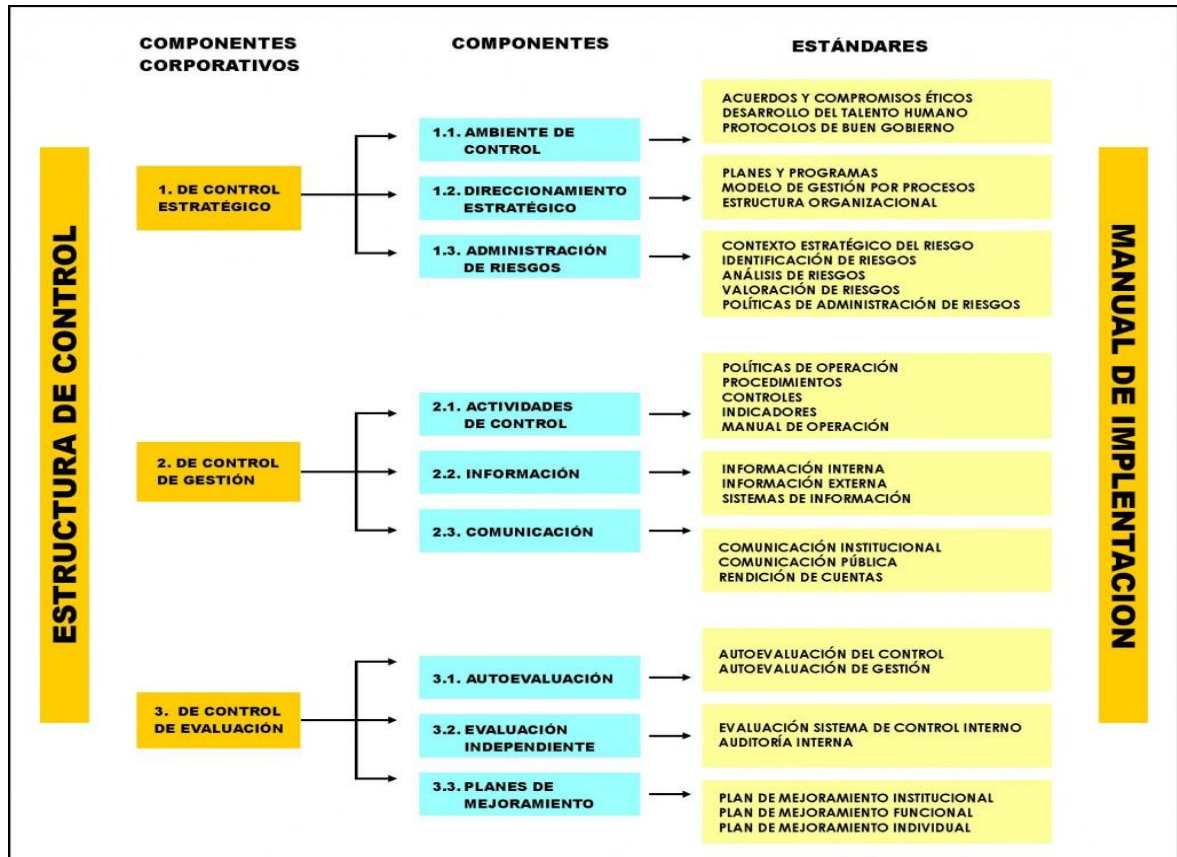 COMPONENTES
CORPORATIVOS
COMPONENTES
ESTÁNDARES
ESTRUCTURA DE CONTROL
1. DE CONTROL
ESTRATÉGICO
1.1. AMBIENTE DE
CONTROL
ACUERDOS Y COMPROMISOS ÉTICOS
DESARROLLO DEL TALENTO HUMANO
PROTOCOLOS DE BUEN GOBIERNO
1.2. DIRECCIONAMIENTO
ESTRATÉGICO
PLANES Y PROGRAMAS
MODELO DE GESTIÓN POR PROCESOS
ESTRUCTURA ORGANIZACIONAL
1.3. ADMINISTRACIÓN
DE RIESGOS
CONTEXTO ESTRATÉGICO DEL RIESGO
IDENTIFICACIÓN DE RIESGOS
ANÁLISIS DE RIESGOS
VALORACIÓN DE RIESGOS
POLÍTICAS DE ADMINISTRACIÓN DE RIESGOS
2. DE CONTROL
DE GESTIÓN
2.1. ACTIVIDADES
DE CONTROL
POLÍTICAS DE OPERACIÓN
PROCEDIMIENTOS
CONTROLES
INDICADORES
MANUAL DE OPERACIÓN
2.2. INFORMACIÓN
INFORMACIÓN INTERNA
INFORMACIÓN EXTERNA
SISTEMAS DE INFORMACIÓN
2.3. COMUNICACIÓN
COMUNICACIÓN INSTITUCIONAL
COMUNICACIÓN PÚBLICA
RENDICIÓN DE CUENTAS
3. DE CONTROL
DE EVALUACIÓN
3.1. AUTOEVALUACIÓN
AUTOEVALUACIÓN DEL CONTROL
AUTOEVALUACIÓN DE GESTIÓN
3.2. EVALUACIÓN
INDEPENDIENTE
EVALUACIÓN SISTEMA DE CONTROL INTERNO
AUDITORÍA INTERNA
3.3. PLANES DE
MEJORAMIENTO
PLAN DE MEJORAMIENTO INSTITUCIONAL
PLAN DE MEJORAMIENTO FUNCIONAL
PLAN DE MEJORAMIENTO INDIVIDUAL
MANUAL DE IMPLENTACION